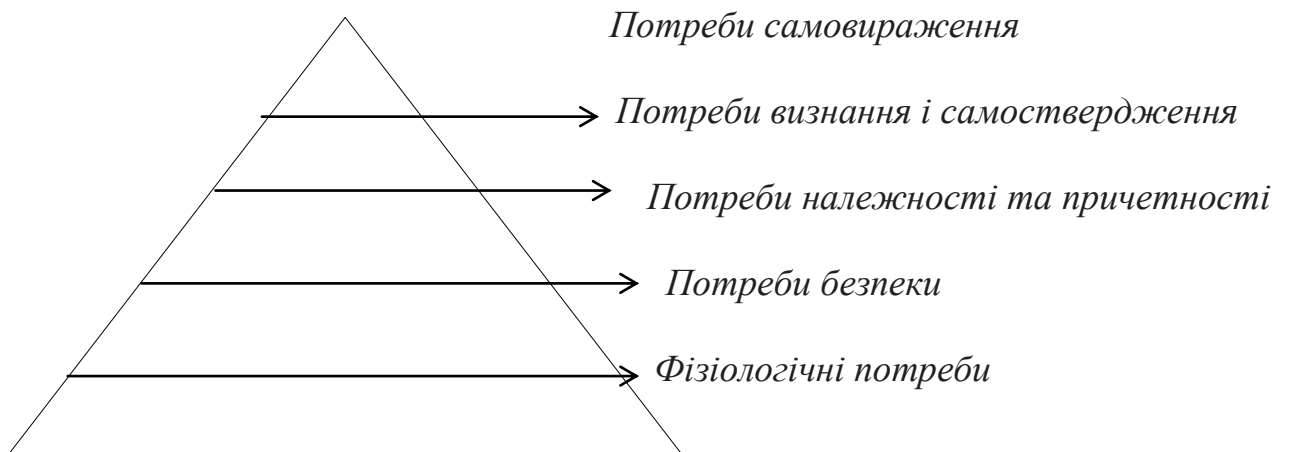 Потреби самовираження
Потреби визнання і самоствердження
Потреби належності та причетності
Потреби безпеки
Фізіологічні потреби